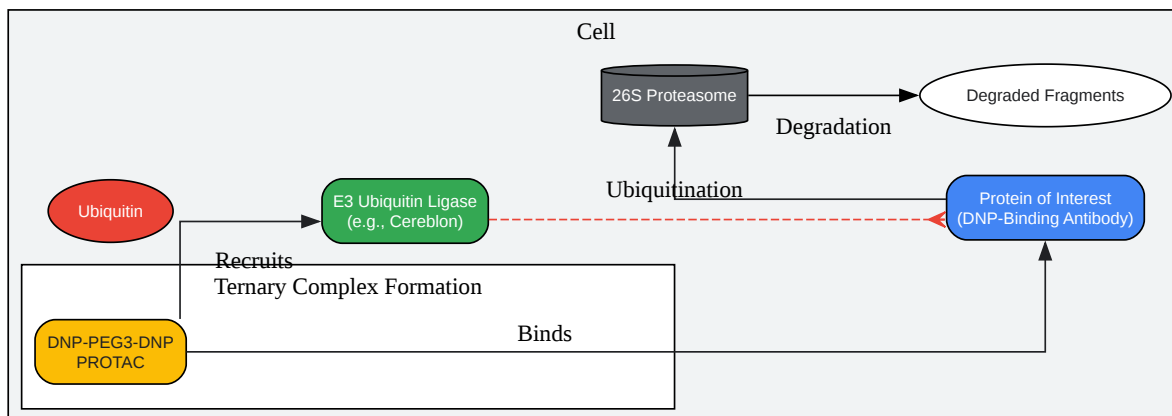 Cell
26S Proteasome
Degraded Fragments
Degradation
Ubiquitination
Ubiquitin
E3 Ubiquitin Ligase
(e.g., Cereblon)
Protein of Interest
(DNP-Binding Antibody)
Recruits
Ternary Complex Formation
DNP-PEG3-DNP
PROTAC
Binds